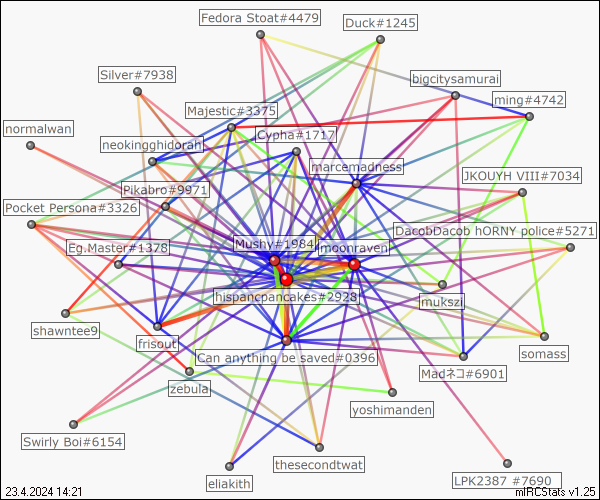 Fedora Stoat#4479
Duck#1245
Silver#7938
bigcitysamurai
Majestic#3375
ming#4742
normalwan
neokingghidorah
Cypha#1717
marcemadness
Pikabro#9971
JKOUYH VIII#7034
Pocket Persona#3326
DacobDacob hORNY police#5271
Eg.Master#1378
Mushy#1984
moonraven
hispancpancakes#2928
mukszi
shawntee9
frisout
Can anything be saved#0396
somass
Madネコ#6901
zebula
yoshimanden
Swirly Boi#6154
thesecondtwat
eliakith
LPK2387 #7690
23.4.2024 14:21
mIRCStats v1.25